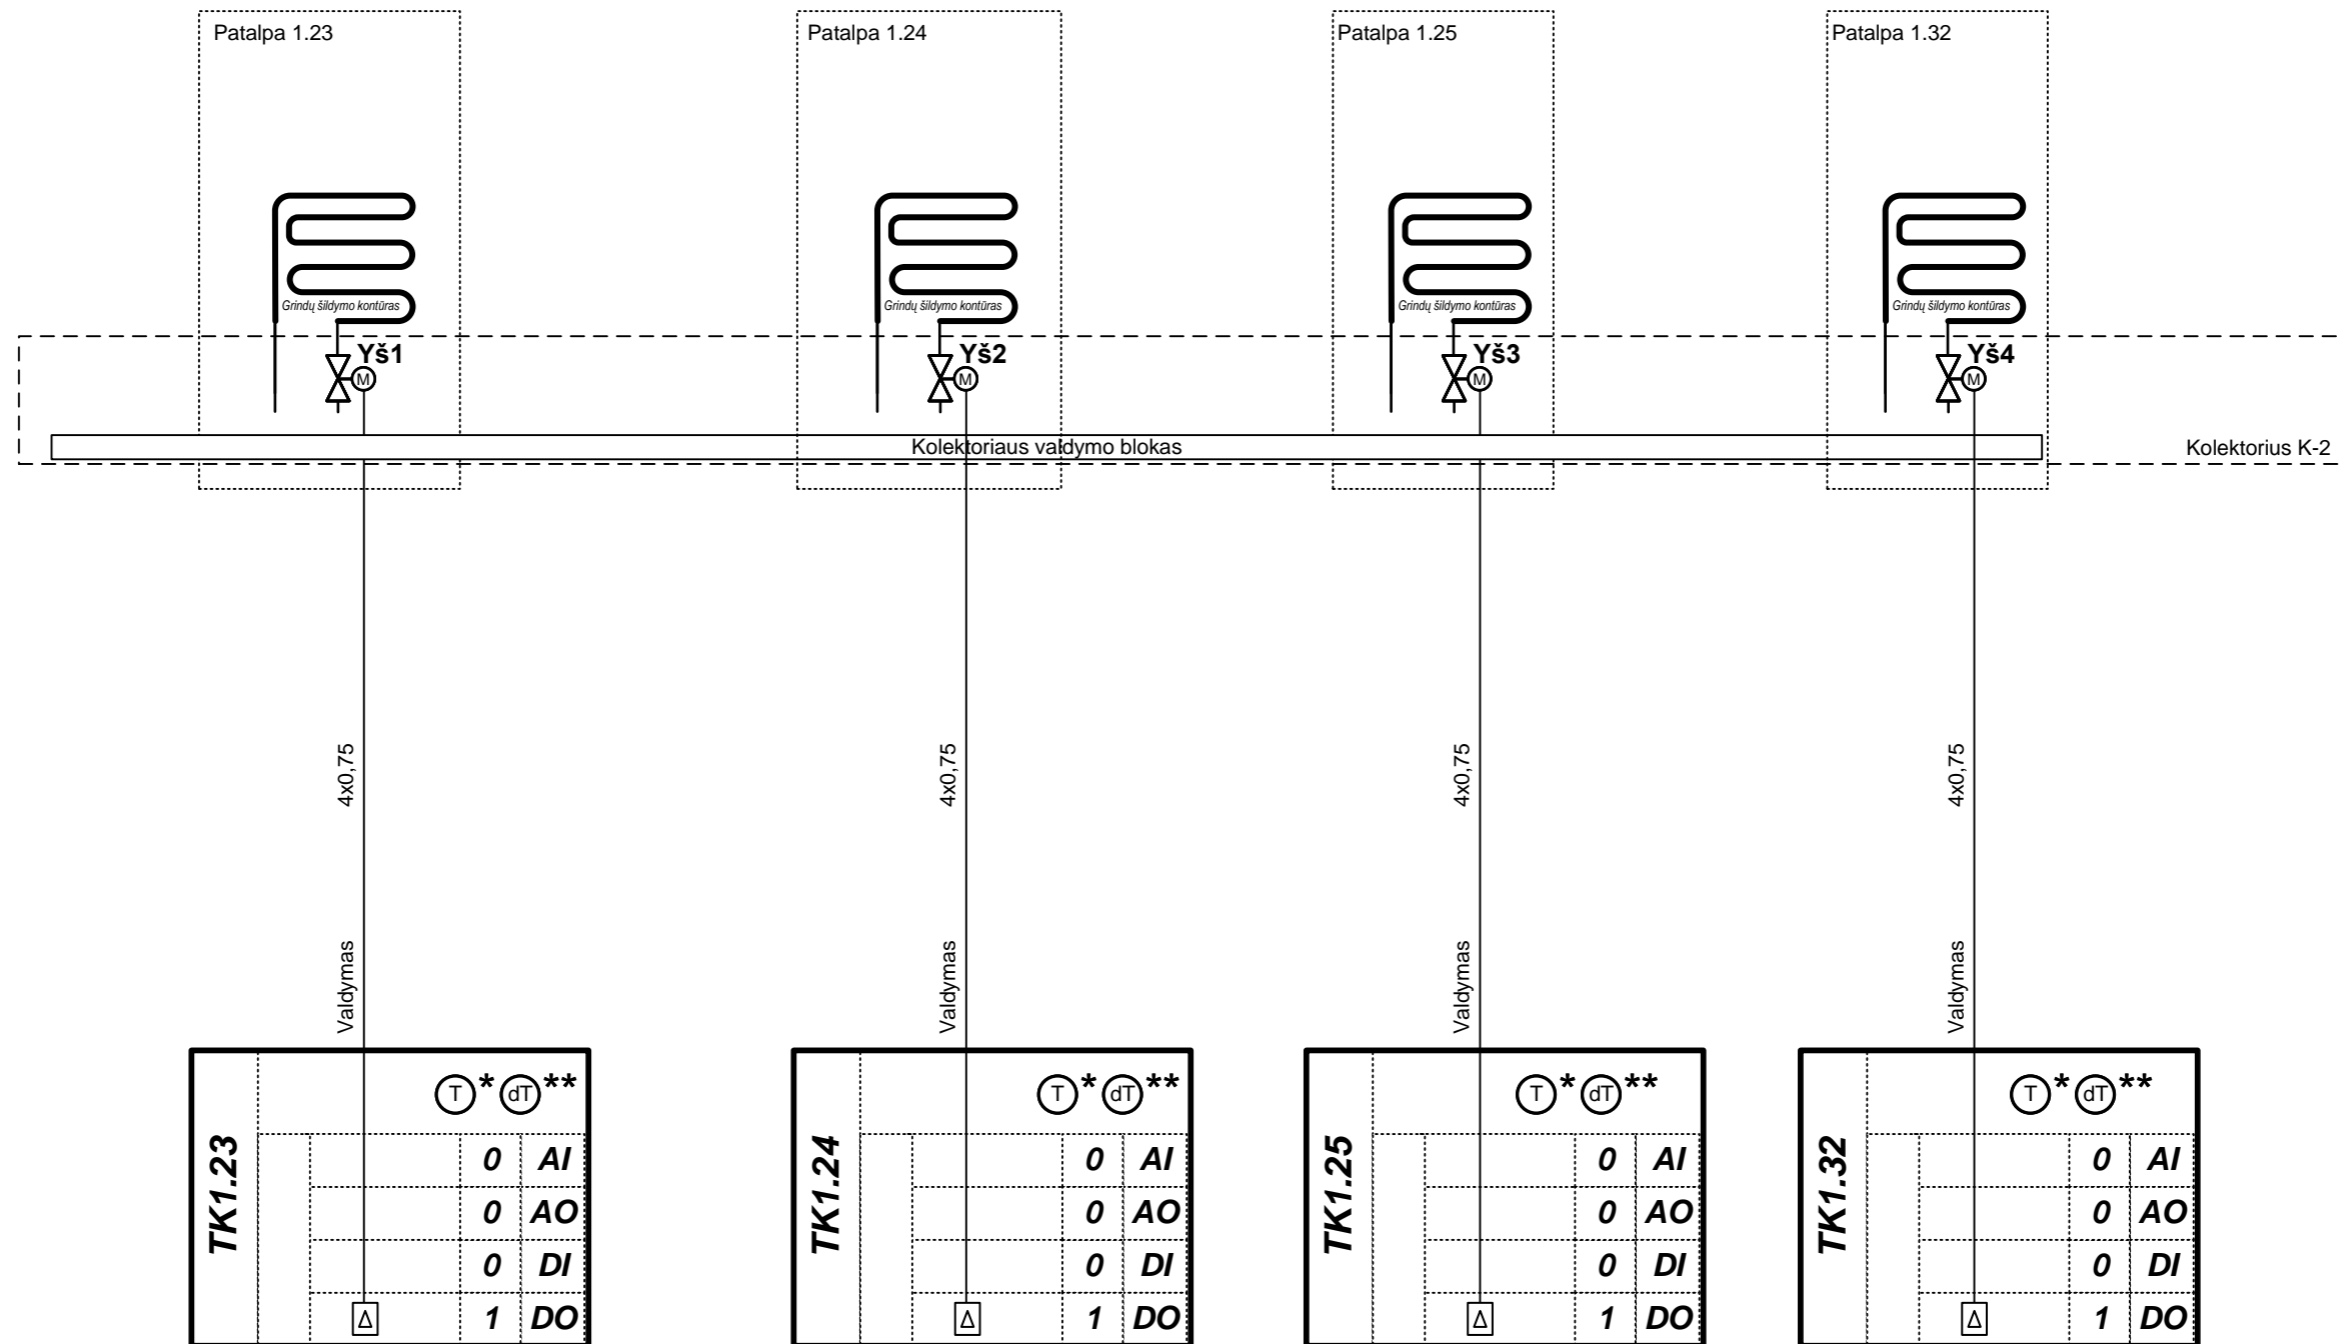 Patalpa 1.23
Patalpa 1.24
Patalpa 1.25
Patalpa 1.32
Grindų šildymo kontūras
Grindų šildymo kontūras
Grindų šildymo kontūras
Grindų šildymo kontūras
Yš1
M
Yš2
M
Yš3
M
Yš4
M
Kolektoriaus valdymo blokas
Kolektorius K-2
4x0,75
4x0,75
4x0,75
4x0,75
Valdymas
Valdymas
Valdymas
Valdymas
TK1.23
T * dT **
0 AI
0 AO
0 DI
Δ 1 DO
TK1.24
T * dT **
0 AI
0 AO
0 DI
Δ 1 DO
TK1.25
T * dT **
0 AI
0 AO
0 DI
Δ 1 DO
TK1.32
T * dT **
0 AI
0 AO
0 DI
Δ 1 DO